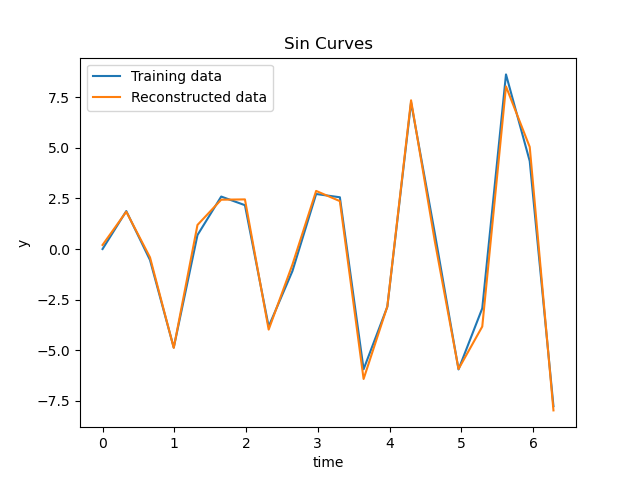 Sin Curves
Training data
Reconstructed data
7.5
5.0
2.5
0.0
−2.5
−5.0
−7.5
y
0 1 2 3 4 5 6
time